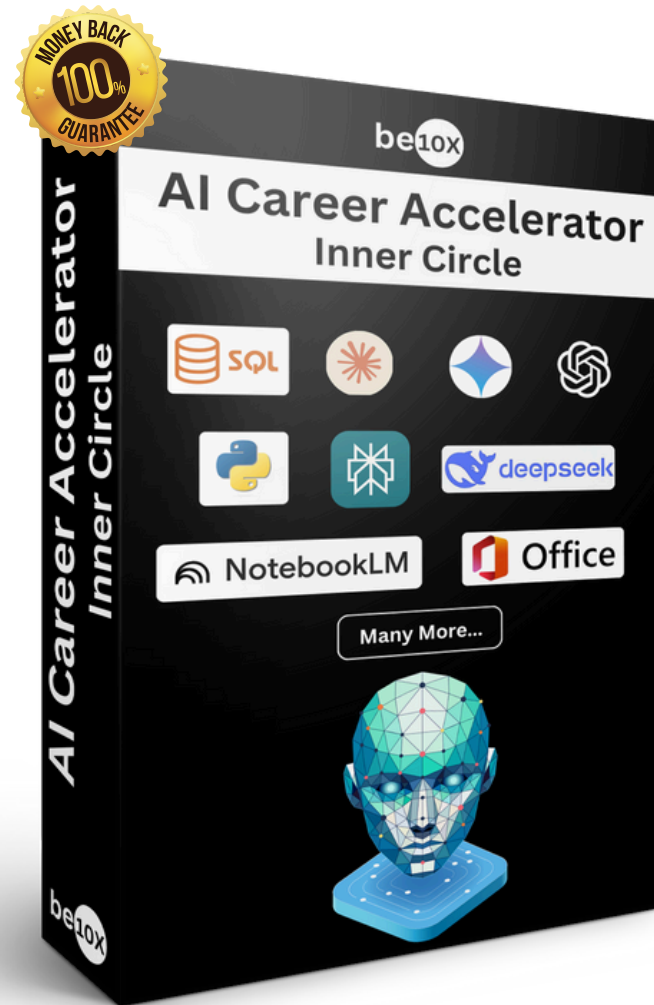 MONEY BACK
100%
GUARANTEE
be10X
AI Career Accelerator
Inner Circle
SQL
deepseek
NotebookLM
Office
Many More...
AI Career Accelerator
Inner Circle
be10X